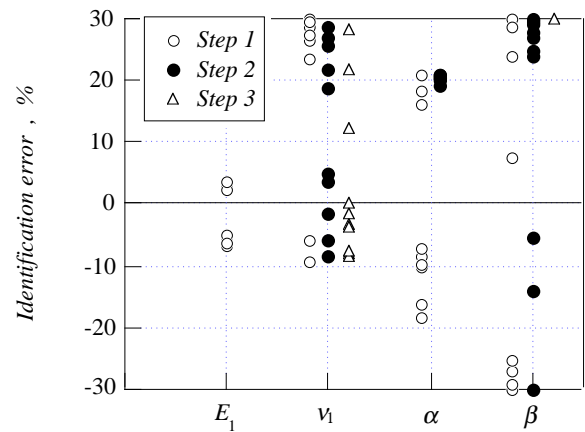 30
20
10
0
-10
-20
-30
Identification error , %
Step 1
Step 2
Step 3
E₁
ν₁
α
β